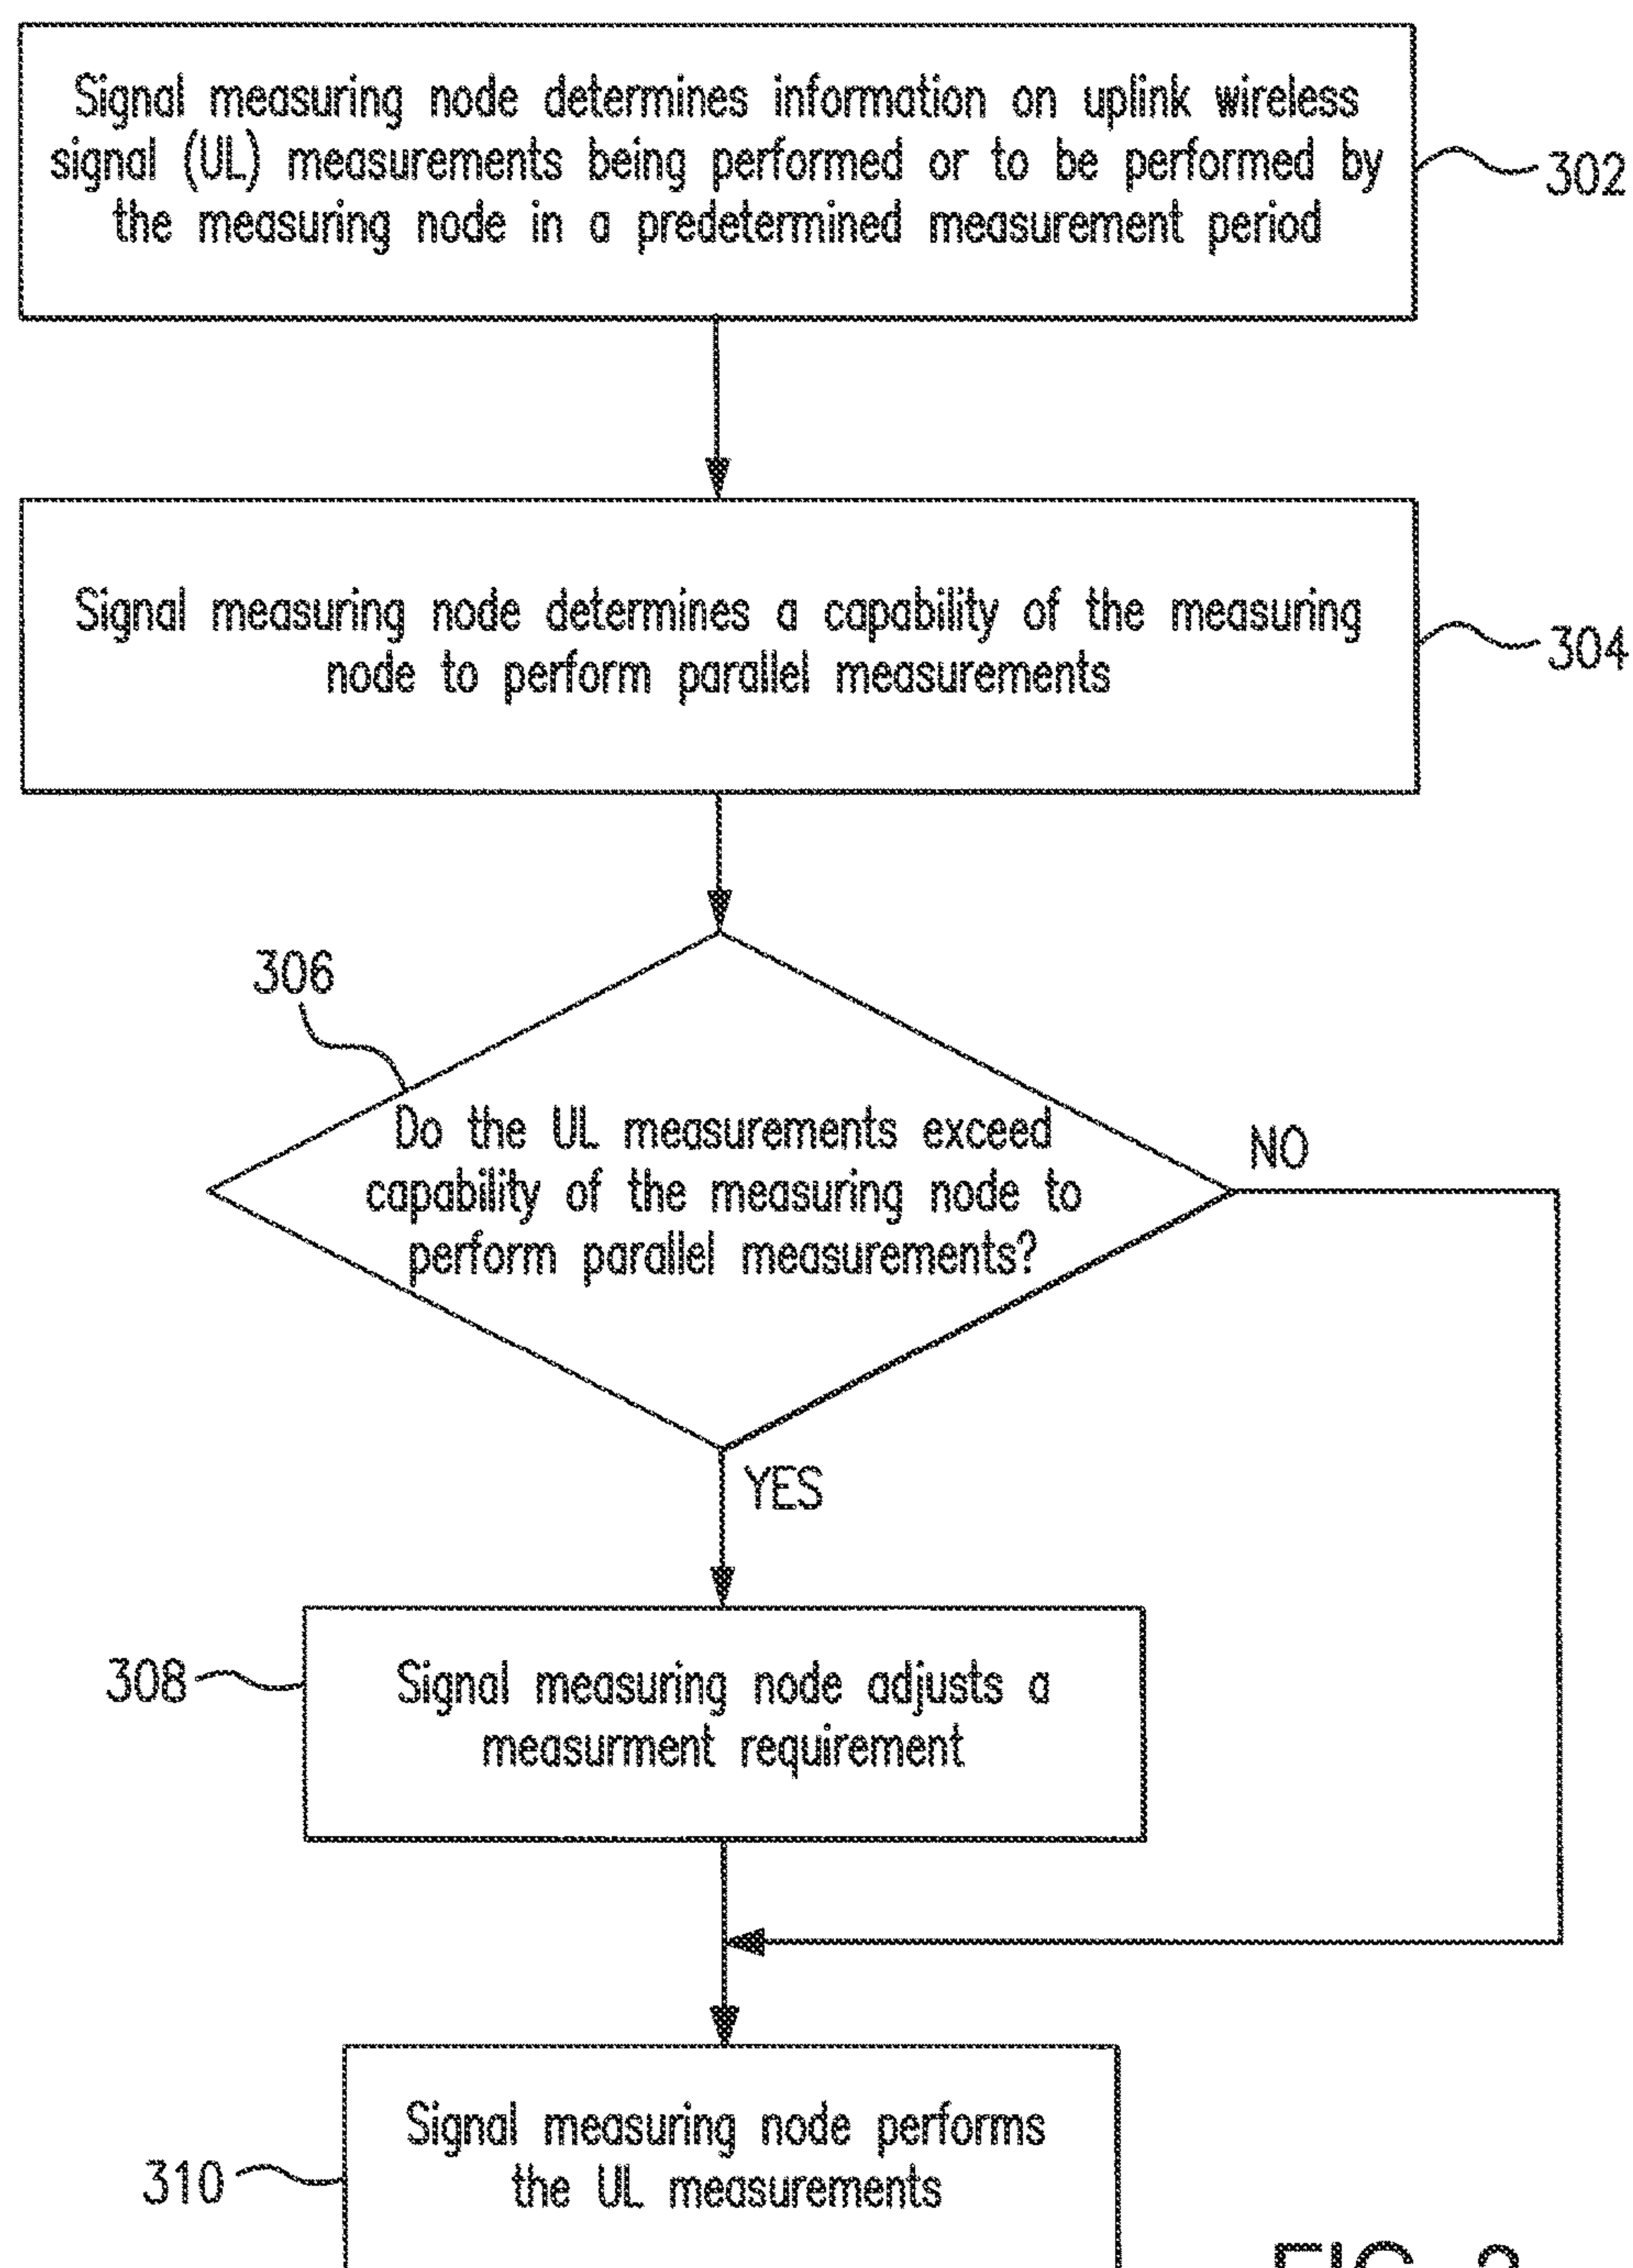 Signal measuring node determines information on uplink wireless
signal (UL) measurements being performed or to be performed by
the measuring node in a predetermined measurement period
302
Signal measuring node determines a capability of the measuring
node to perform parallel measurements
304
306
Do the UL measurements exceed
capability of the measuring node to
perform parallel measurements?
NO
YES
308
Signal measuring node adjusts a
measurment requirement
310
Signal measuring node performs
the UL measurements